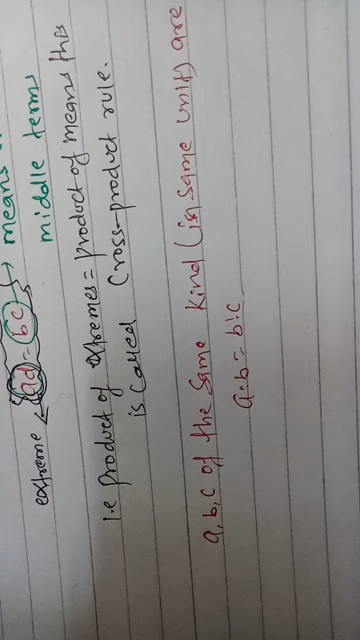 extreme ← ad = bc → means
middle terms
i.e product of extremes = product of means this
is called Cross-product rule.
a, b, c of the same kind (in same unit) are
a:b = b:c